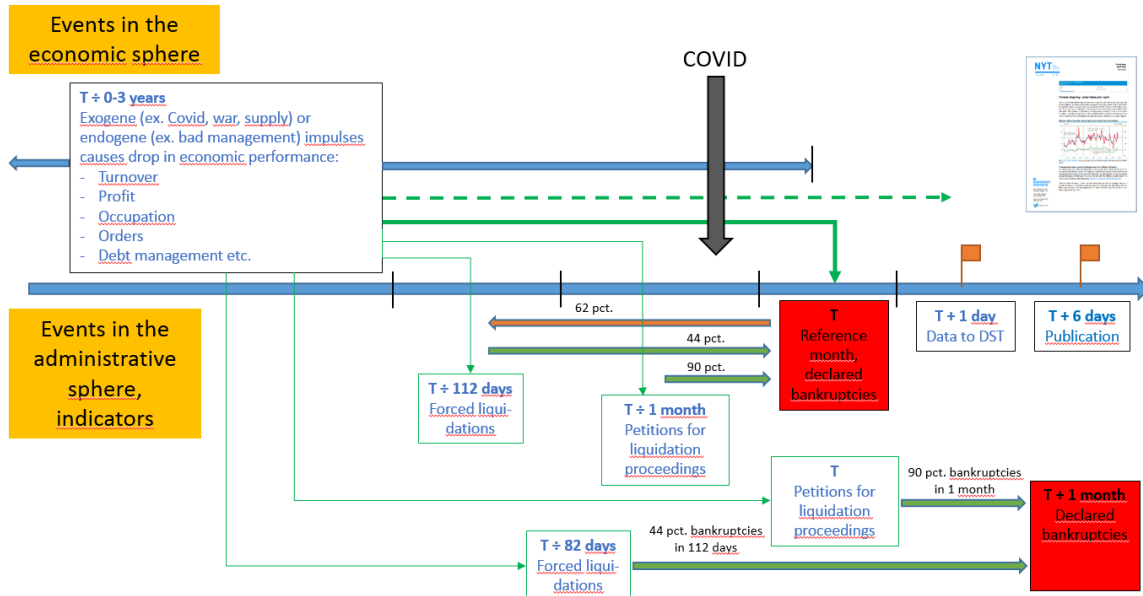 Events in the
economic sphere
COVID
NYT
T ÷ 0-3 years
Exogene (ex. Covid, war, supply) or
endogene (ex. bad management) impulses
causes drop in economic performance:
- Turnover
- Profit
- Occupation
- Orders
- Debt management etc.
Events in the
administrative
sphere,
indicators
62 pct.
44 pct.
90 pct.
T
Reference
month,
declared
bankruptcies
T + 1 day
Data to DST
T + 6 days
Publication
T ÷ 112 days
Forced liqui-
dations
T ÷ 1 month
Petitions for
liquidation
proceedings
T
Petitions for
liquidation
proceedings
90 pct. bankruptcies
in 1 month
T + 1 month
Declared
bankruptcies
T ÷ 82 days
Forced liqui-
dations
44 pct. bankruptcies
in 112 days